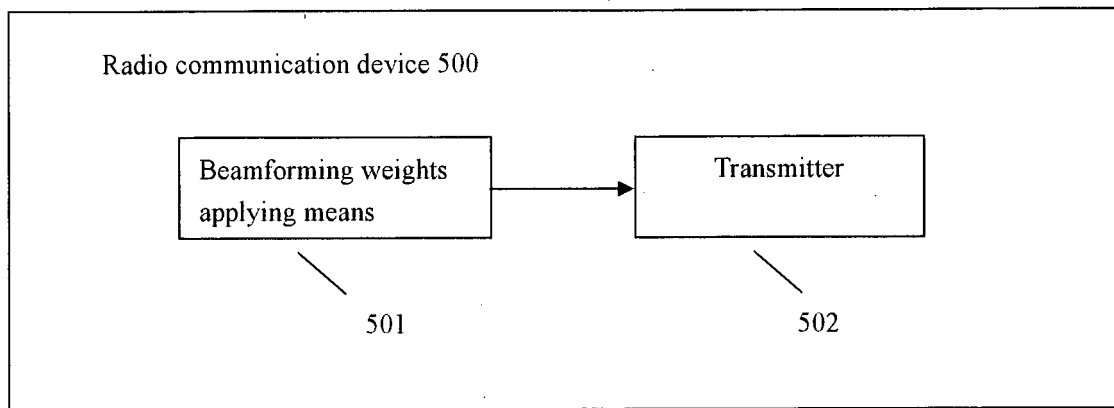 Radio communication device 500
Beamforming weights
applying means
Transmitter
501
502